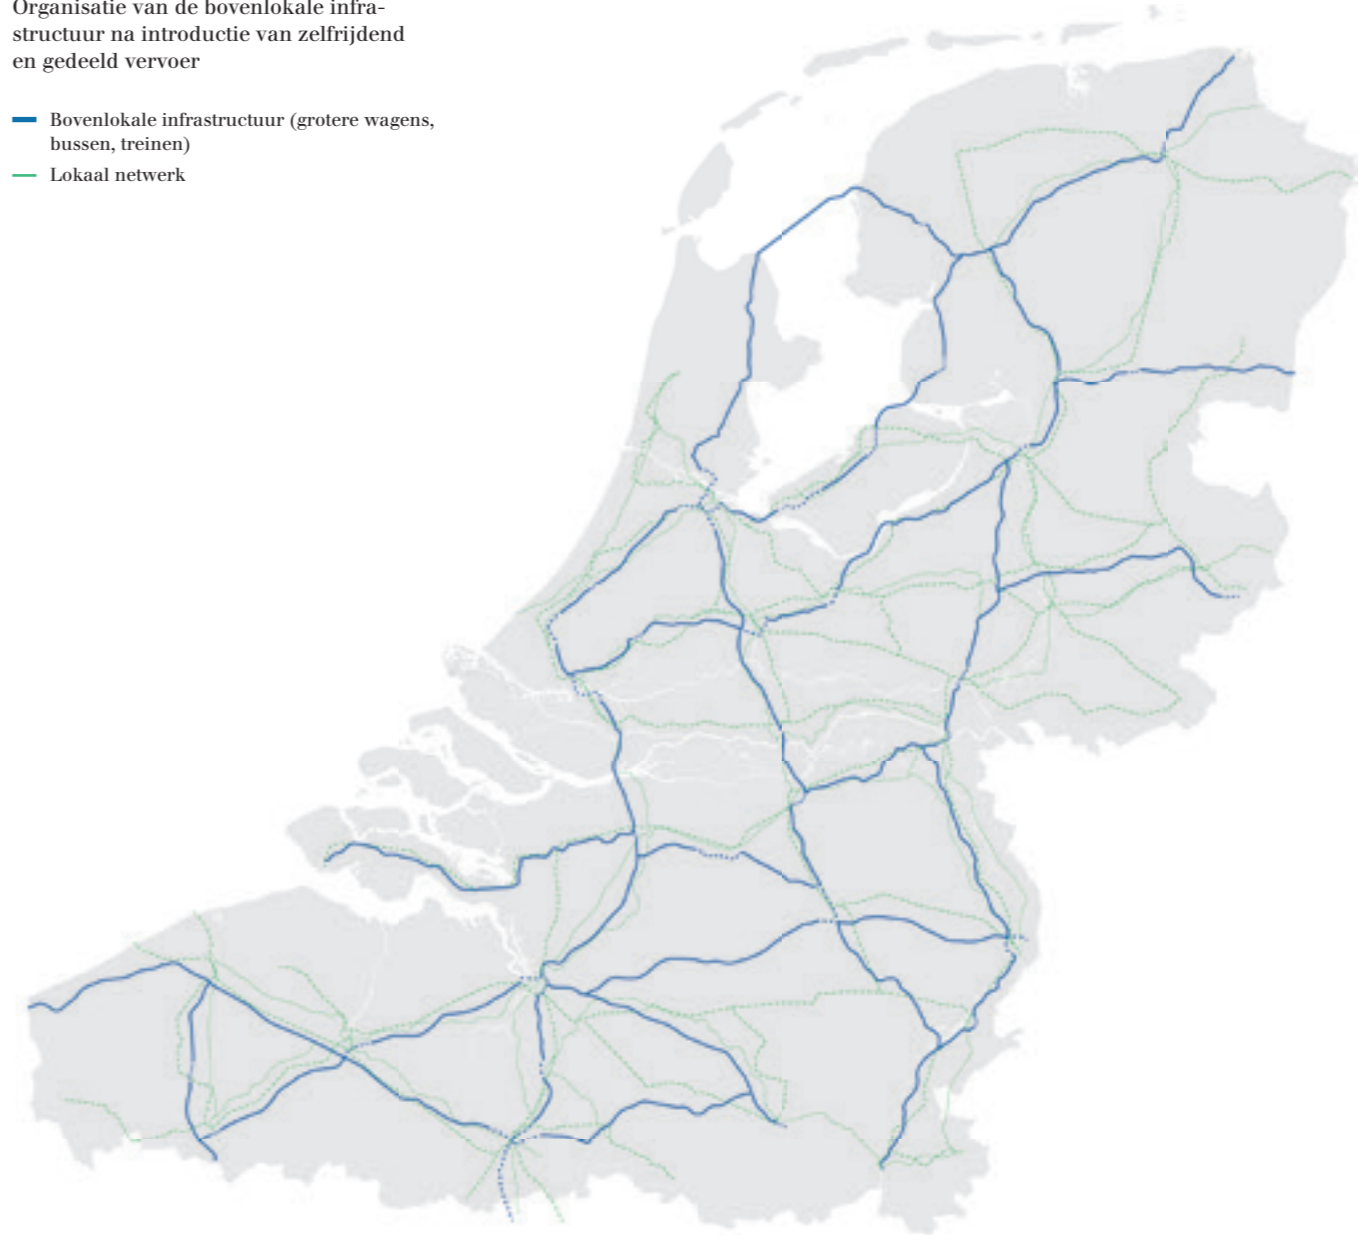 Organisatie van de bovenlokale infra-
structuur na introductie van zelfrijdend
en gedeeld vervoer
Bovenlokale infrastructuur (grotere wagens,
bussen, treinen)
Lokaal netwerk